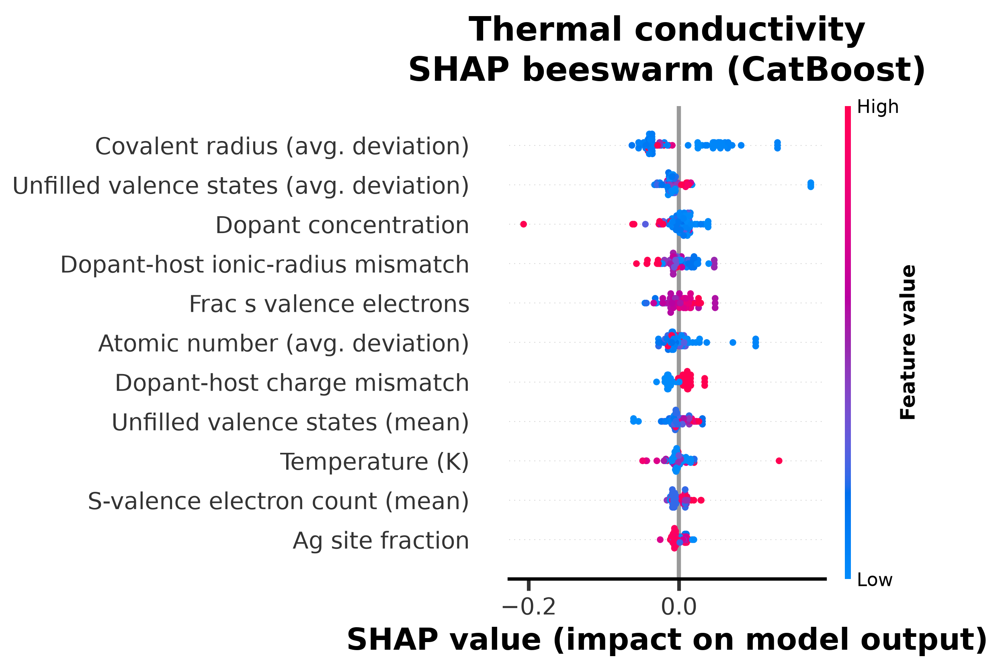 Thermal conductivity
SHAP beeswarm (CatBoost)
High
Covalent radius (avg. deviation)
Unfilled valence states (avg. deviation)
Dopant concentration
Dopant-host ionic-radius mismatch
Frac s valence electrons
Atomic number (avg. deviation)
Dopant-host charge mismatch
Unfilled valence states (mean)
Temperature (K)
S-valence electron count (mean)
Ag site fraction
Feature value
Low
−0.2 0.0
SHAP value (impact on model output)